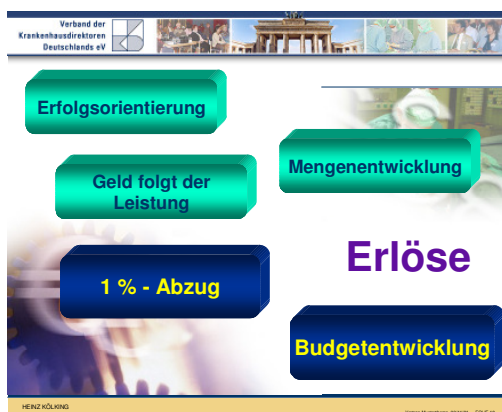 Verband der
Krankenhausdirektoren
Deutschlands eV
Erfolgsorientierung
Mengenentwicklung
Geld folgt der
Leistung
Erlöse
1 % - Abzug
Budgetentwicklung
HEINZ KÖLKING